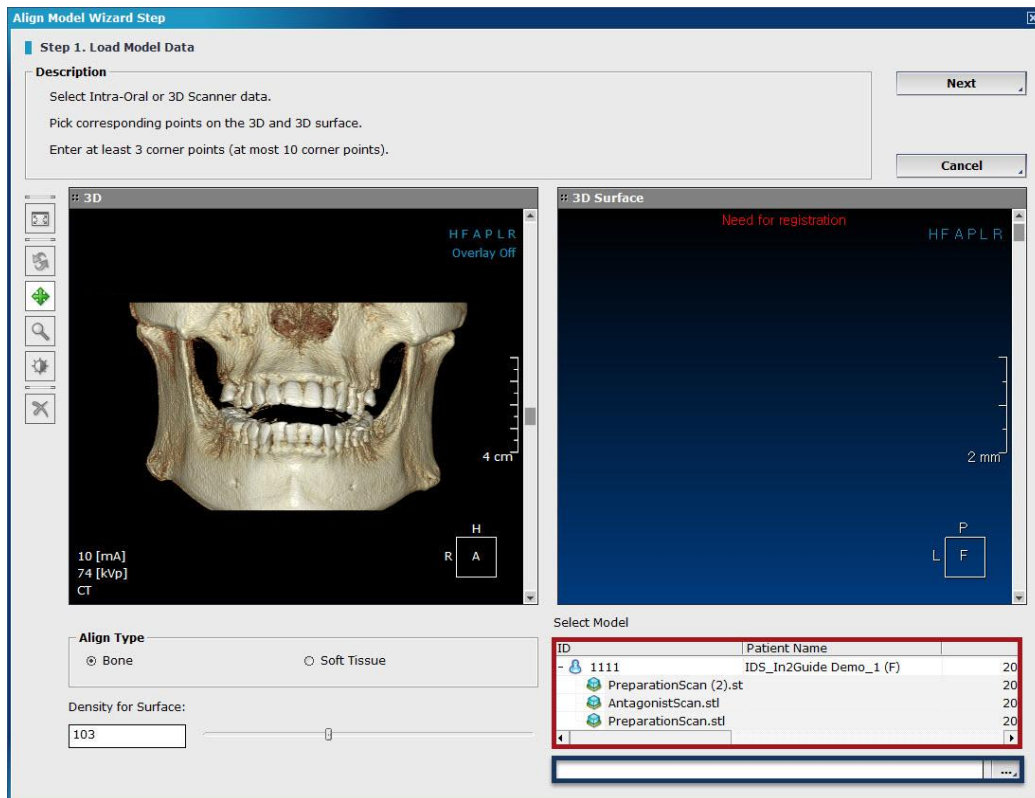 Align Model Wizard Step
Step 1. Load Model Data
Description
Select Intra-Oral or 3D Scanner data.
Pick corresponding points on the 3D and 3D surface.
Enter at least 3 corner points (at most 10 corner points).
Next
Cancel
3D
H F A P L R
Overlay Off
4 cm
10 [mA]
74 [kVp]
CT
H
R A
3D Surface
Need for registration
H F A P L R
2 mm
P
L F
Align Type
Bone Soft Tissue
Density for Surface:
103
Select Model
ID Patient Name
1111 IDS_In2Guide Demo_1 (F) 20
PreparationScan (2).st 20
AntagonistScan.stl 20
PreparationScan.stl 20
...